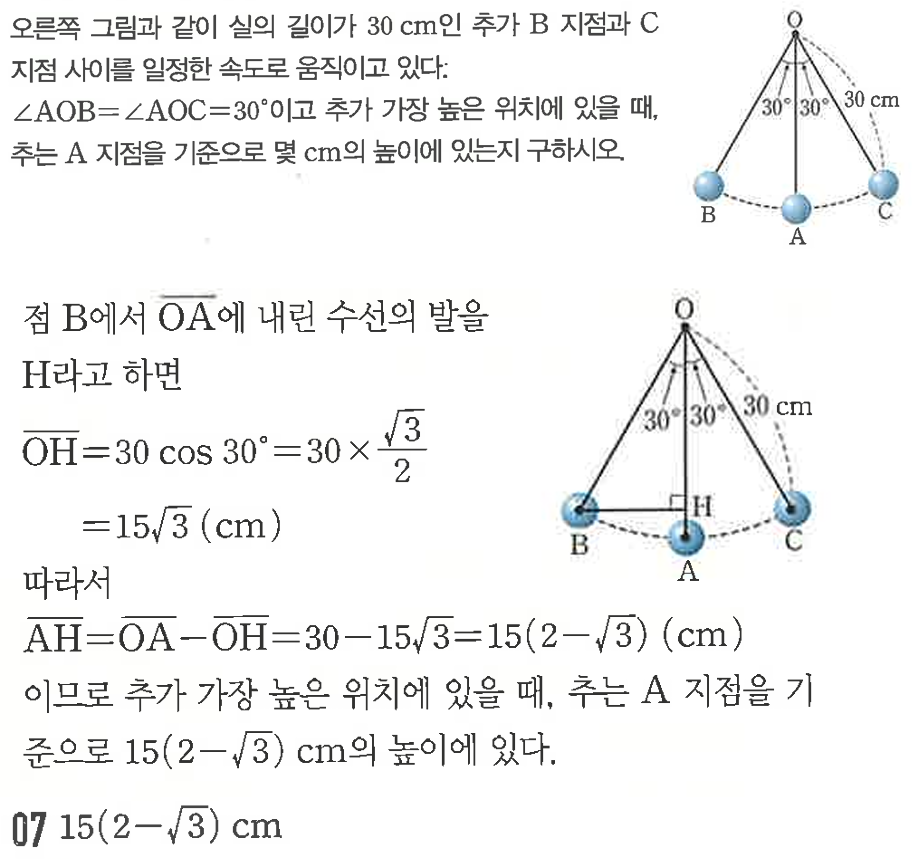 오른쪽 그림과 같이 실의 길이가 30 cm인 추가 B 지점과 C
지점 사이를 일정한 속도로 움직이고 있다.
∠AOB=∠AOC=30°이고 추가 가장 높은 위치에 있을 때,
추는 A 지점을 기준으로 몇 cm의 높이에 있는지 구하시오.
O
30° 30° 30 cm
B
A
C
점 B에서 \overline{OA}에 내린 수선의 발을
H라고 하면
\overline{OH}=30 cos 30°=30×\frac{\sqrt{3}}{2}
=15√3 (cm)
따라서
\overline{AH}=\overline{OA}−\overline{OH}=30−15√3=15(2−√3) (cm)
이므로 추가 가장 높은 위치에 있을 때, 추는 A 지점을 기
준으로 15(2−√3) cm의 높이에 있다.
O
30° 30° 30 cm
H
B
A
C
07 15(2−√3) cm